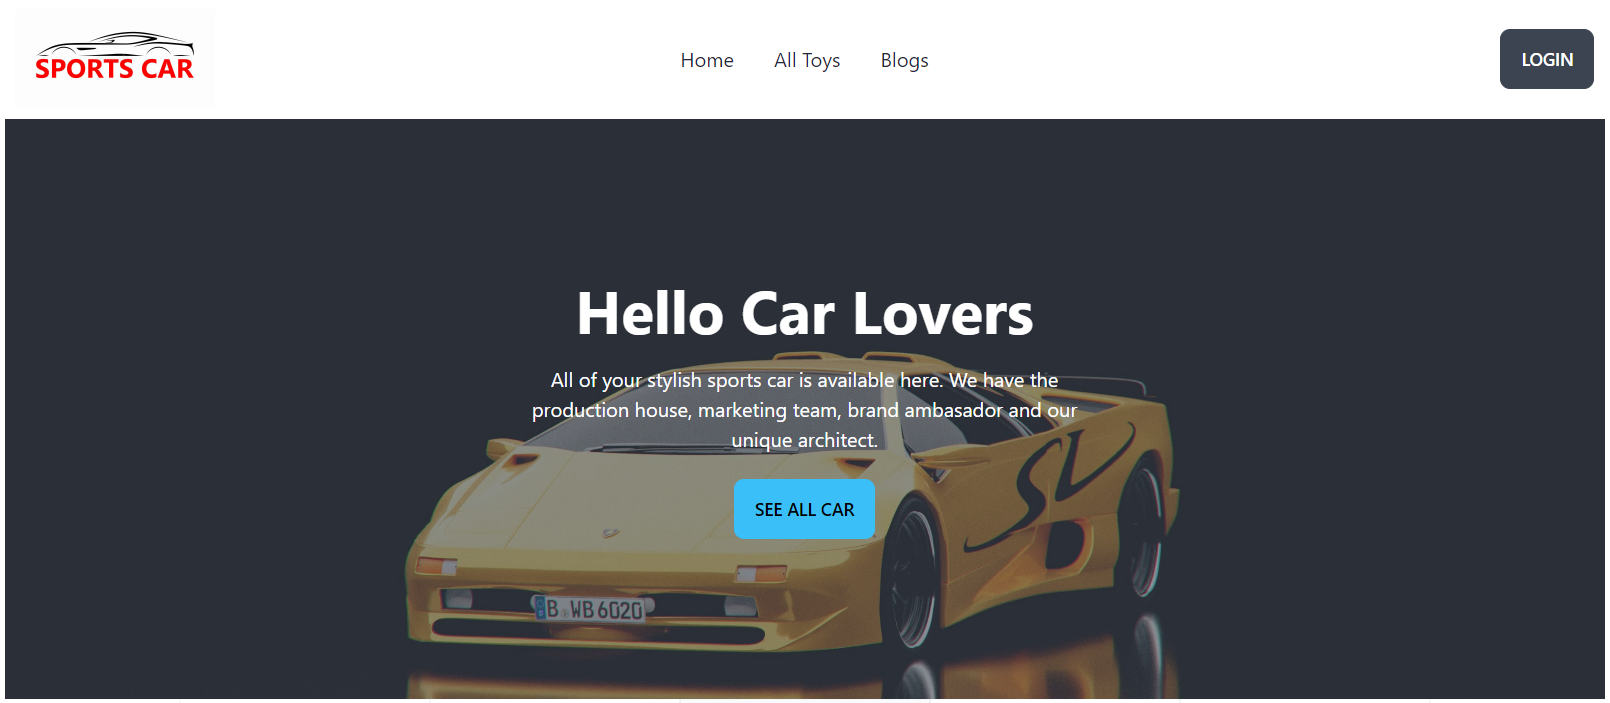 SPORTS CAR
Home
All Toys
Blogs
LOGIN
Hello Car Lovers
All of your stylish sports car is available here. We have the
production house, marketing team, brand ambasador and our
unique architect.
SEE ALL CAR
SV
B WB 6020